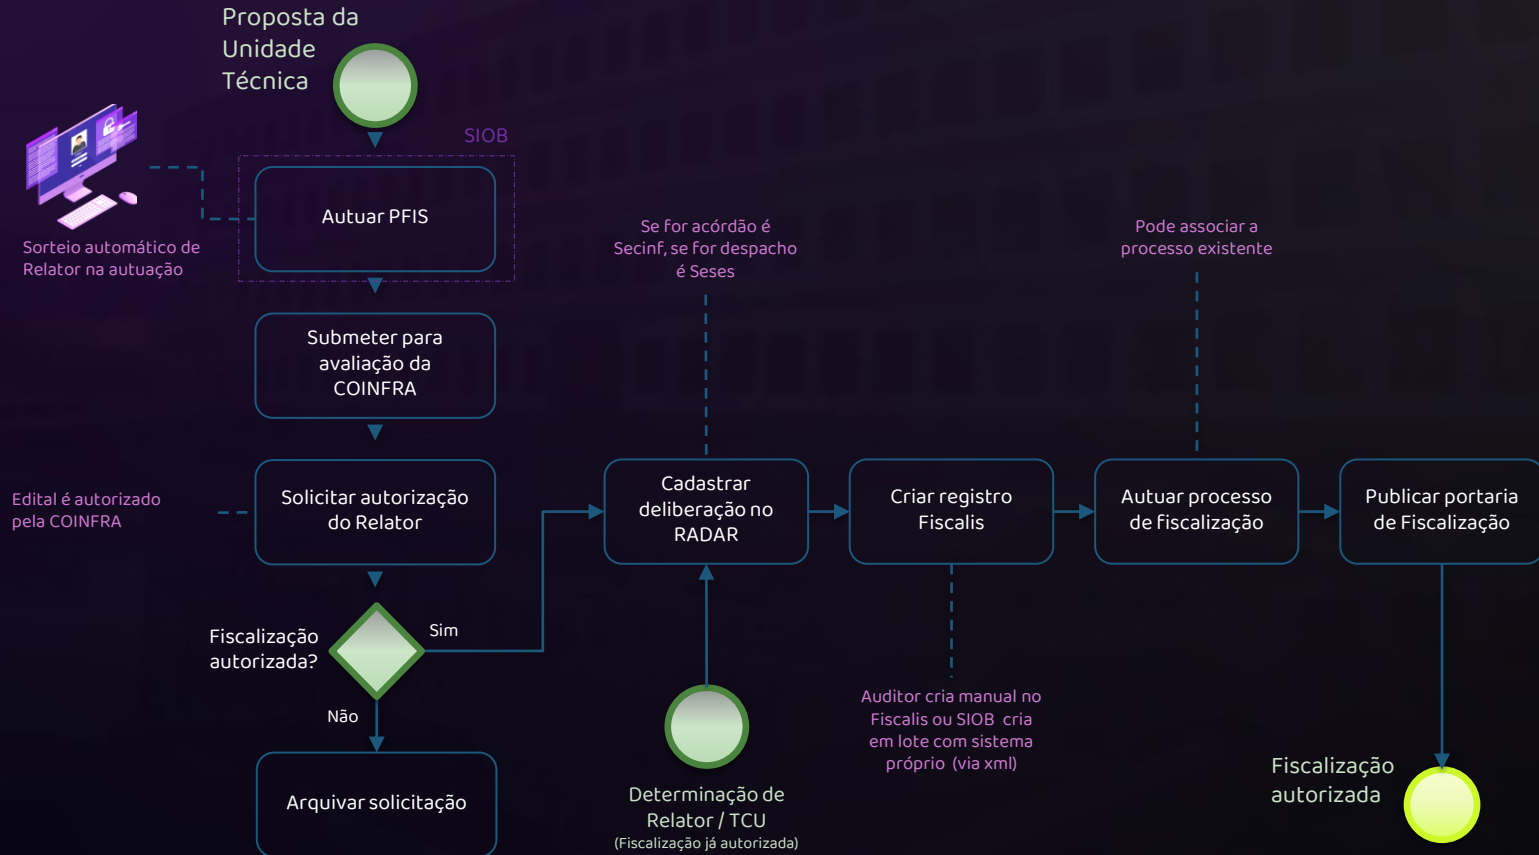 Proposta da
Unidade
Técnica
SIOB
Autuar PFIS
Sorteio automático de
Relator na autuação
Se for acórdão é
Secinf, se for despacho
é Seses
Pode associar a
processo existente
Submeter para
avaliação da
COINFRA
Edital é autorizado
pela COINFRA
Solicitar autorização
do Relator
Cadastrar
deliberação no
RADAR
Criar registro
Fiscalis
Autuar processo
de fiscalização
Publicar portaria
de Fiscalização
Fiscalização
autorizada?
Sim
Não
Arquivar solicitação
Determinação de
Relator / TCU
(Fiscalização já autorizada)
Auditor cria manual no
Fiscalis ou SIOB cria
em lote com sistema
próprio (via xml)
Fiscalização
autorizada